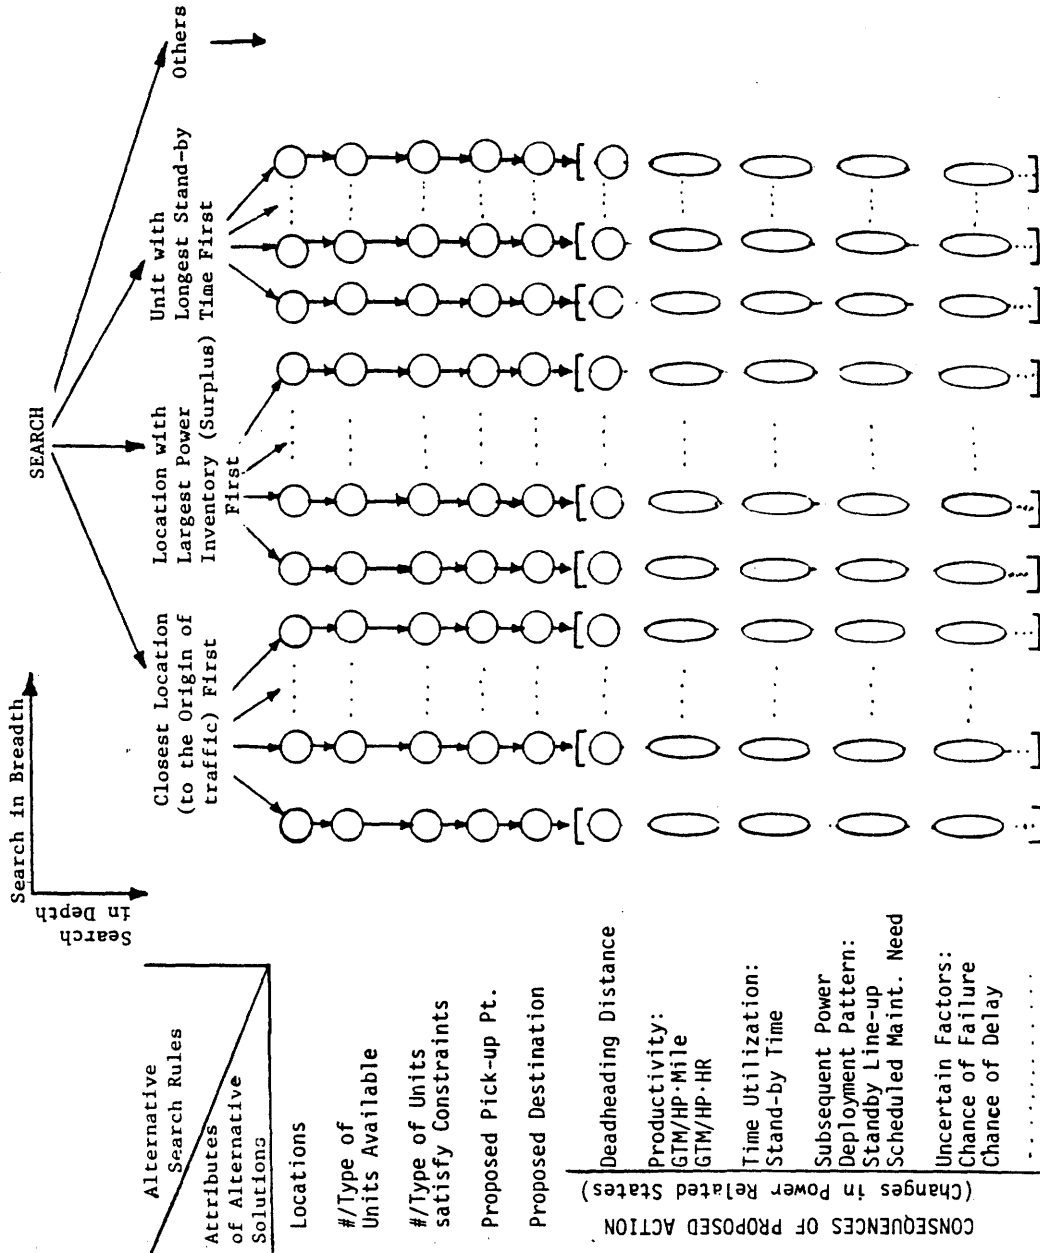 SEARCH
Search in Breadth
Search
in Depth
Closest Location
(to the Origin of
traffic) First
Location with
Largest Power
Inventory (Surplus)
First
Unit with
Longest Stand-by
Time First
Others
Alternative
Search Rules
Attributes
of Alternative
Solutions
Locations
#/Type of
Units Available
#/Type of Units
satisfy Constraints
Proposed Pick-up Pt.
Proposed Destination
CONSEQUENCES OF PROPOSED ACTION
(Changes in Power Related States)
Deadheading Distance
Productivity:
GTM/HP·Mile
GTM/HP·HR
Time Utilization:
Stand-by Time
Subsequent Power
Deployment Pattern:
Standby Line-up
Scheduled Maint. Need
Uncertain Factors:
Chance of Failure
Chance of Delay